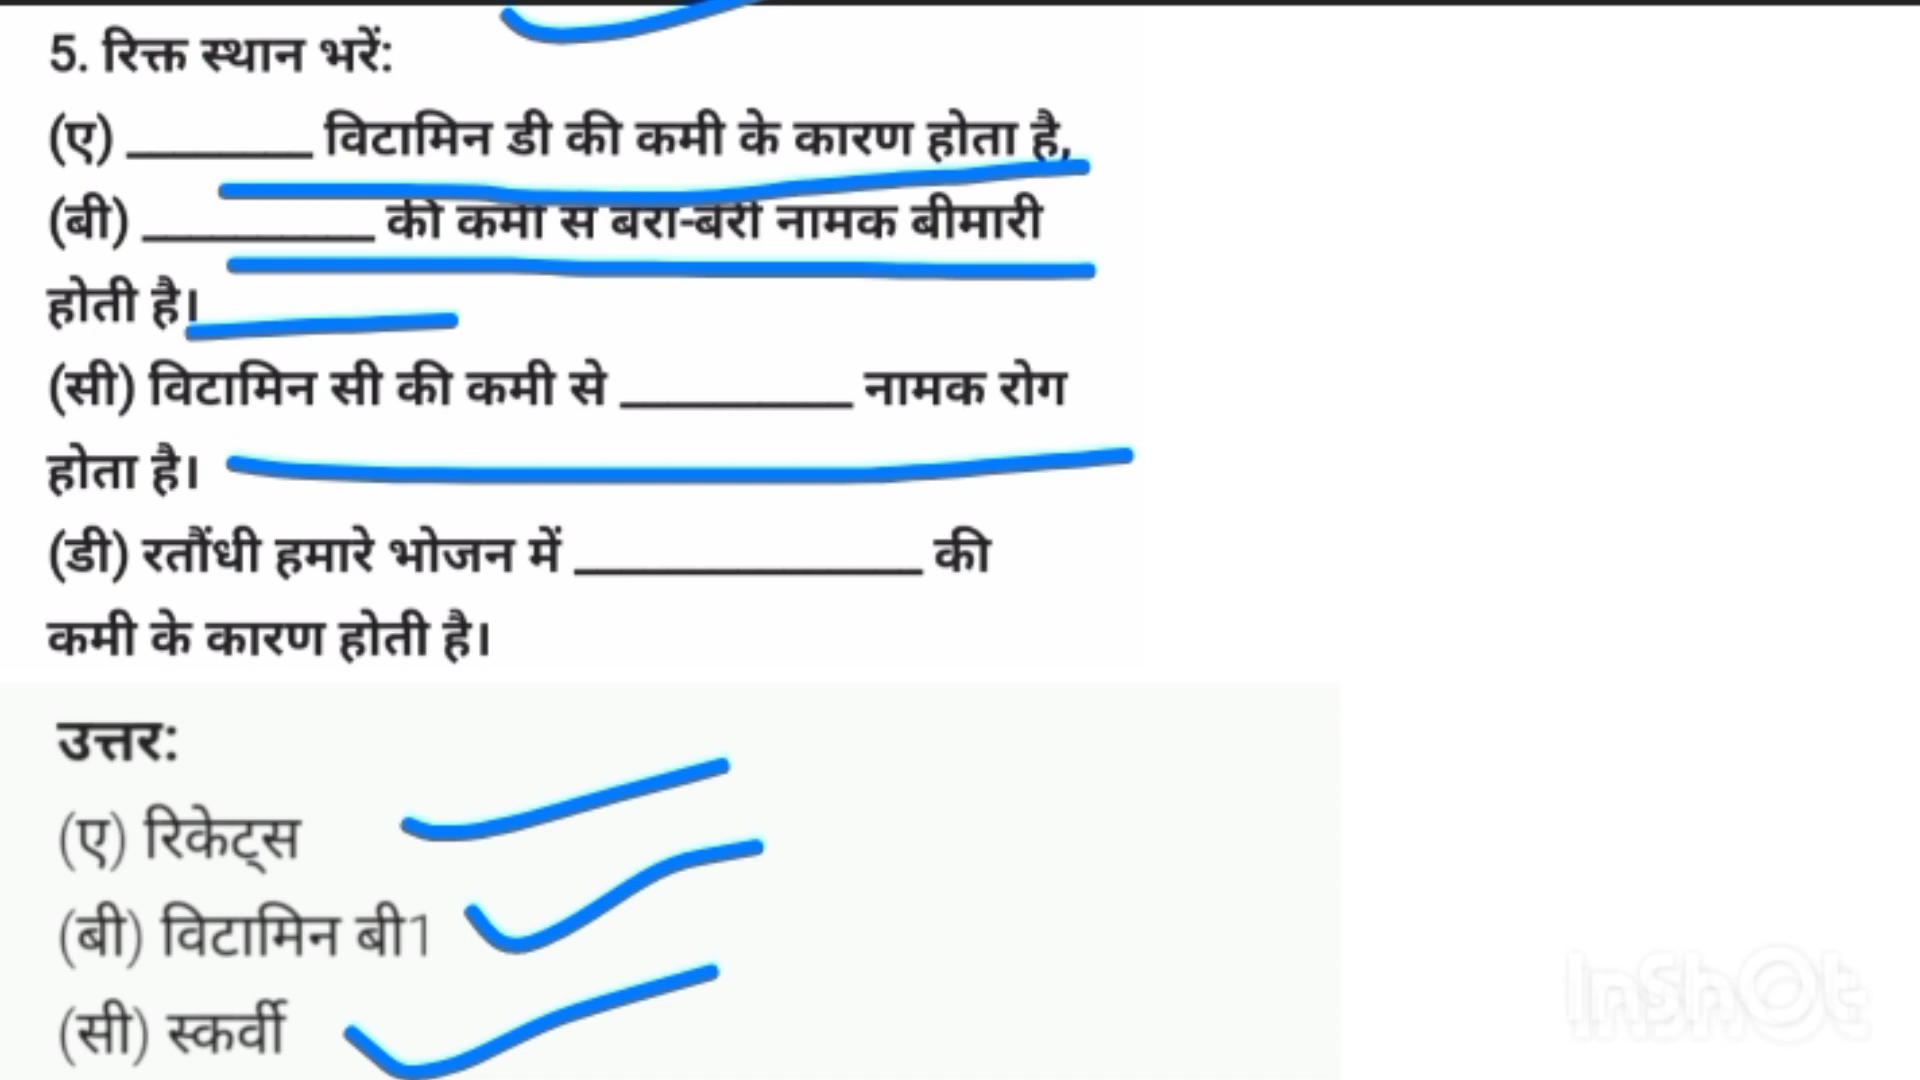 5. रिक्त स्थान भरें:
(ए) ________ विटामिन डी की कमी के कारण होता है,
(बी) __________ की कमी से बेरी-बेरी नामक बीमारी
होती है।
(सी) विटामिन सी की कमी से __________ नामक रोग
होता है।
(डी) रतौंधी हमारे भोजन में _______________ की
कमी के कारण होती है।
उत्तर:
(ए) रिकेट्स
(बी) विटामिन बी1
(सी) स्कर्वी
InShOt